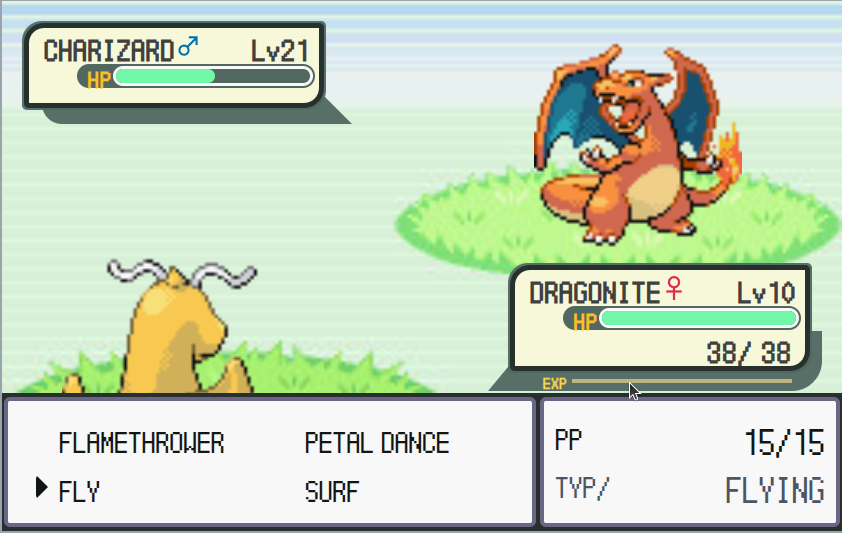 CHARIZARD♂ Lv21
HP
DRAGONITE♀ Lv10
HP
38/ 38
EXP
FLAMETHROWER PETAL DANCE
FLY SURF
PP 15/15
TYP/ FLYING